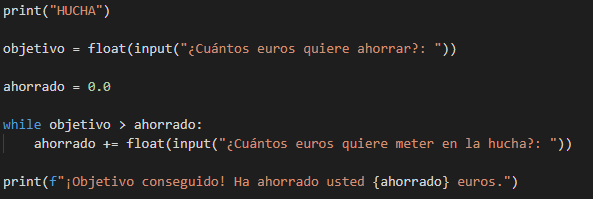 print("HUCHA")
objetivo = float(input("¿Cuántos euros quiere ahorrar?: "))
ahorrado = 0.0
while objetivo > ahorrado:
    ahorrado += float(input("¿Cuántos euros quiere meter en la hucha?: "))
print(f"¡Objetivo conseguido! Ha ahorrado usted {ahorrado} euros.")